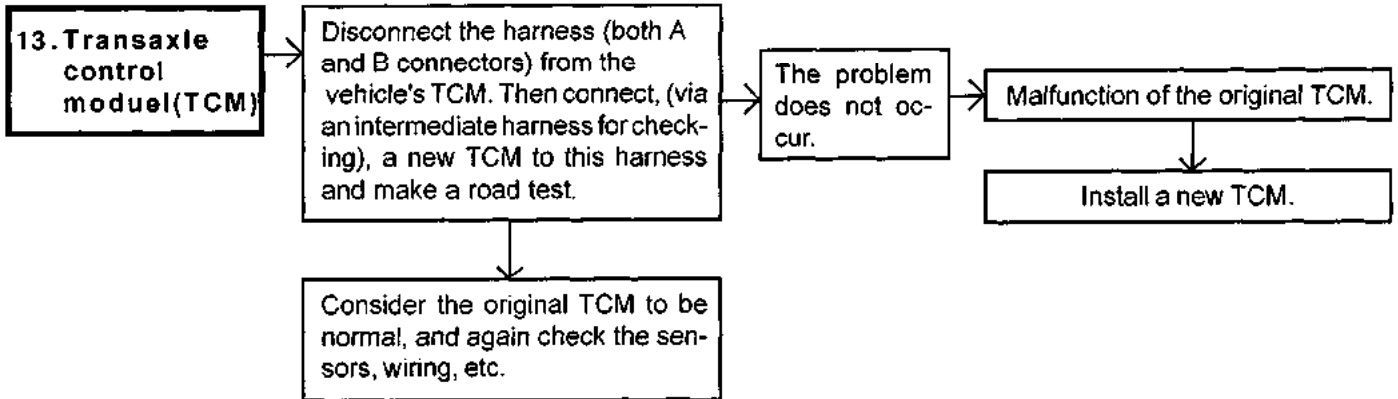 13. Transaxle
control
moduel(TCM)
Disconnect the harness (both A
and B connectors) from the
vehicle's TCM. Then connect, (via
an intermediate harness for check-
ing), a new TCM to this harness
and make a road test.
The problem
does not oc-
cur.
Malfunction of the original TCM.
Install a new TCM.
Consider the original TCM to be
normal, and again check the sen-
sors, wiring, etc.